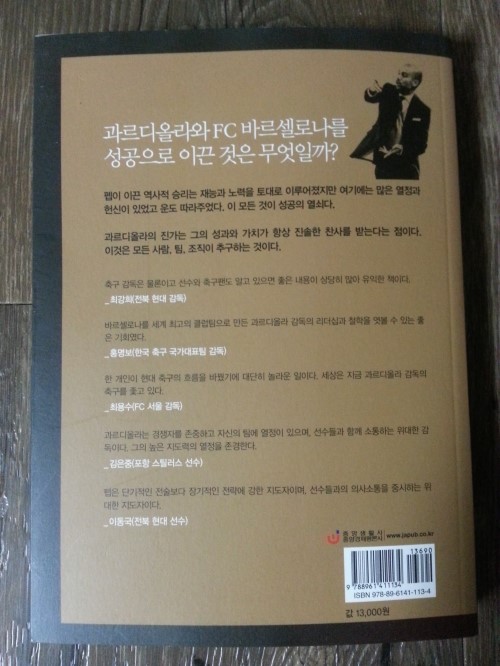 과르디올라와 FC 바르셀로나를
성공으로 이끈 것은 무엇일까?
펩이 이끈 역사적 승리는 재능과 노력을 토대로 이루어졌지만 여기에는 많은 열정과
헌신이 있었고 운도 따라주었다. 이 모든 것이 성공의 열쇠다.
과르디올라의 진가는 그의 성과와 가치가 항상 진솔한 찬사를 받는다는 점이다.
이것은 모든 사람, 팀, 조직이 추구하는 것이다.
축구 감독은 물론이고 선수와 축구팬도 알고 있으면 좋은 내용이 상당히 많아 유익한 책이다.
_최강희(전북 현대 감독)
바르셀로나를 세계 최고의 클럽팀으로 만든 과르디올라 감독의 리더십과 철학을 엿볼 수 있는 좋
은 기회였다.
_홍명보(한국 축구 국가대표팀 감독)
한 개인이 현대 축구의 흐름을 바꿨기에 대단히 놀라운 일이다. 세상은 지금 과르디올라 감독의
축구를 좇고 있다.
_최용수(FC 서울 감독)
과르디올라는 경쟁자를 존중하고 자신의 팀에 열정이 있으며, 선수들과 함께 소통하는 위대한 감
독이다. 그의 높은 지도력의 열정을 존경한다.
_김은중(포항 스틸러스 선수)
펩은 단기적인 전술보다 장기적인 전략에 강한 지도자이며, 선수들과의 의사소통을 중시하는 위
대한 지도자이다.
_이동국(전북 현대 선수)
중앙생활사
중앙경제평론사
www.japub.co.kr
13690
9 788961 411134
ISBN 978-89-6141-113-4
값 13,000원